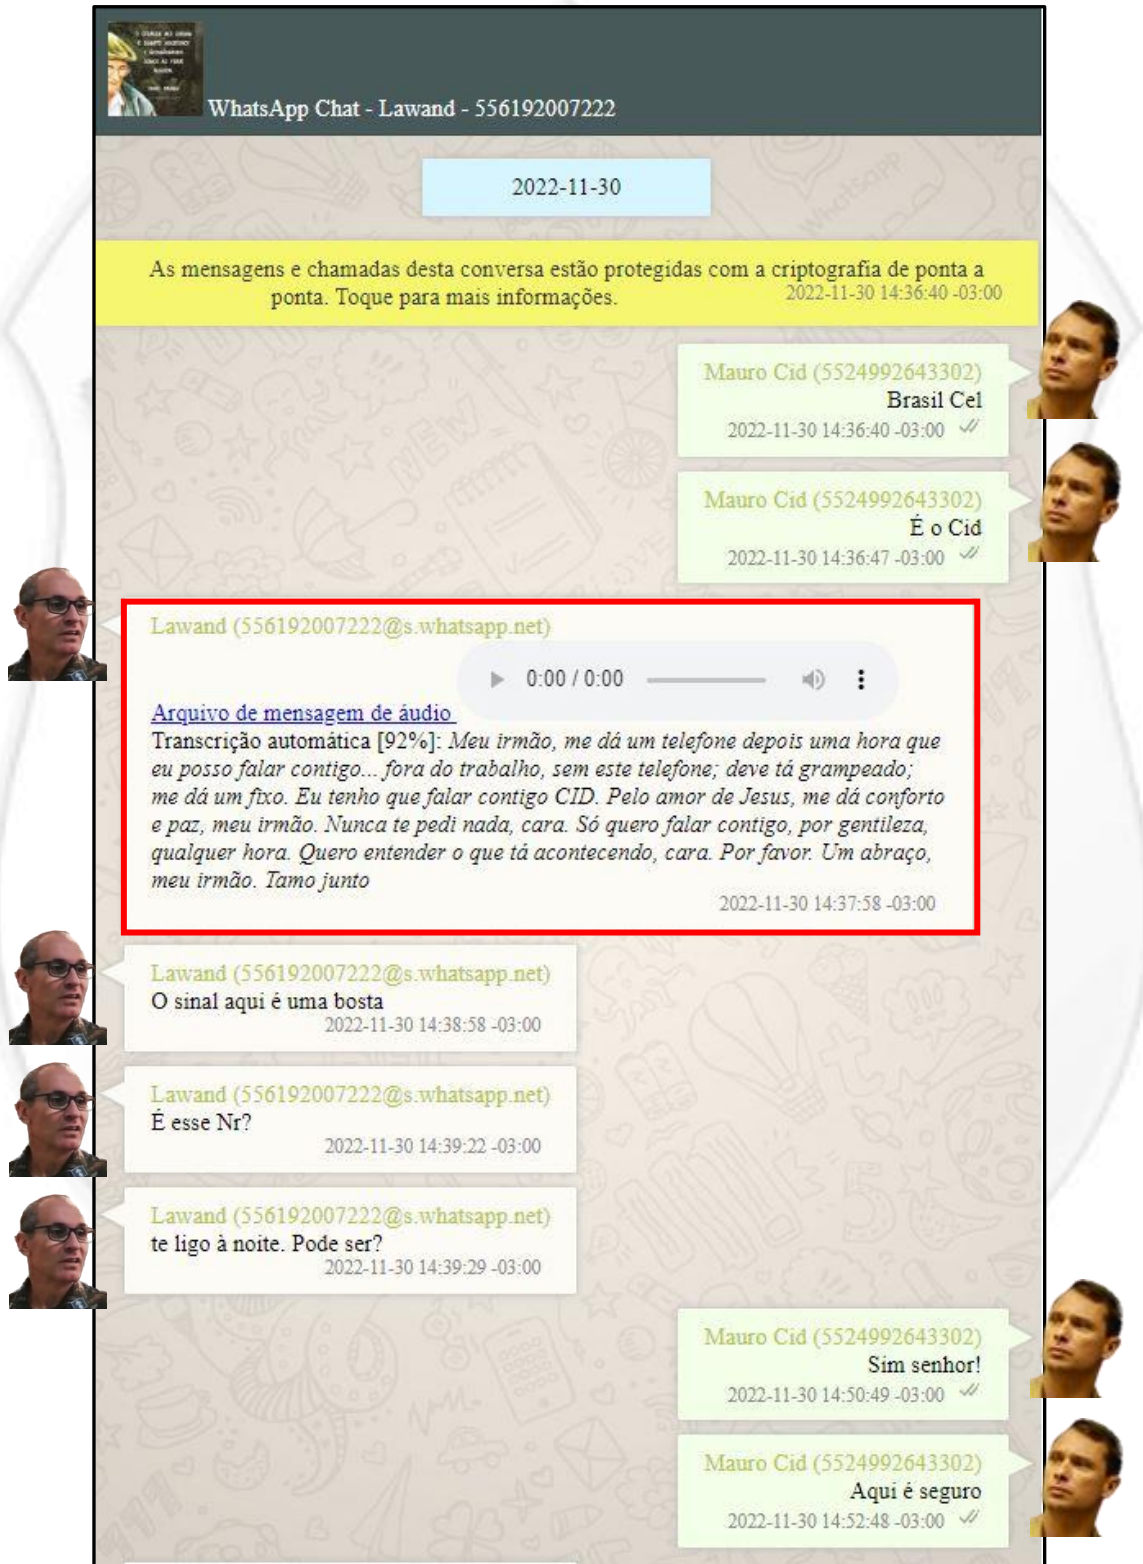 WhatsApp Chat - Lawand - 556192007222
2022-11-30
As mensagens e chamadas desta conversa estão protegidas com a criptografia de ponta a
ponta. Toque para mais informações.
2022-11-30 14:36:40 -03:00
Mauro Cid (5524992643302)
Brasil Cel
2022-11-30 14:36:40 -03:00
Mauro Cid (5524992643302)
É o Cid
2022-11-30 14:36:47 -03:00
Lawand (556192007222@s.whatsapp.net)
0:00 / 0:00
Arquivo de mensagem de áudio
Transcrição automática [92%]: Meu irmão, me dá um telefone depois uma hora que
eu posso falar contigo... fora do trabalho, sem este telefone; deve tá grampeado;
me dá um fixo. Eu tenho que falar contigo CID. Pelo amor de Jesus, me dá conforto
e paz, meu irmão. Nunca te pedi nada, cara. Só quero falar contigo, por gentileza,
qualquer hora. Quero entender o que tá acontecendo, cara. Por favor. Um abraço,
meu irmão. Tamo junto
2022-11-30 14:37:58 -03:00
Lawand (556192007222@s.whatsapp.net)
O sinal aqui é uma bosta
2022-11-30 14:38:58 -03:00
Lawand (556192007222@s.whatsapp.net)
É esse Nr?
2022-11-30 14:39:22 -03:00
Lawand (556192007222@s.whatsapp.net)
te ligo à noite. Pode ser?
2022-11-30 14:39:29 -03:00
Mauro Cid (5524992643302)
Sim senhor!
2022-11-30 14:50:49 -03:00
Mauro Cid (5524992643302)
Aqui é seguro
2022-11-30 14:52:48 -03:00